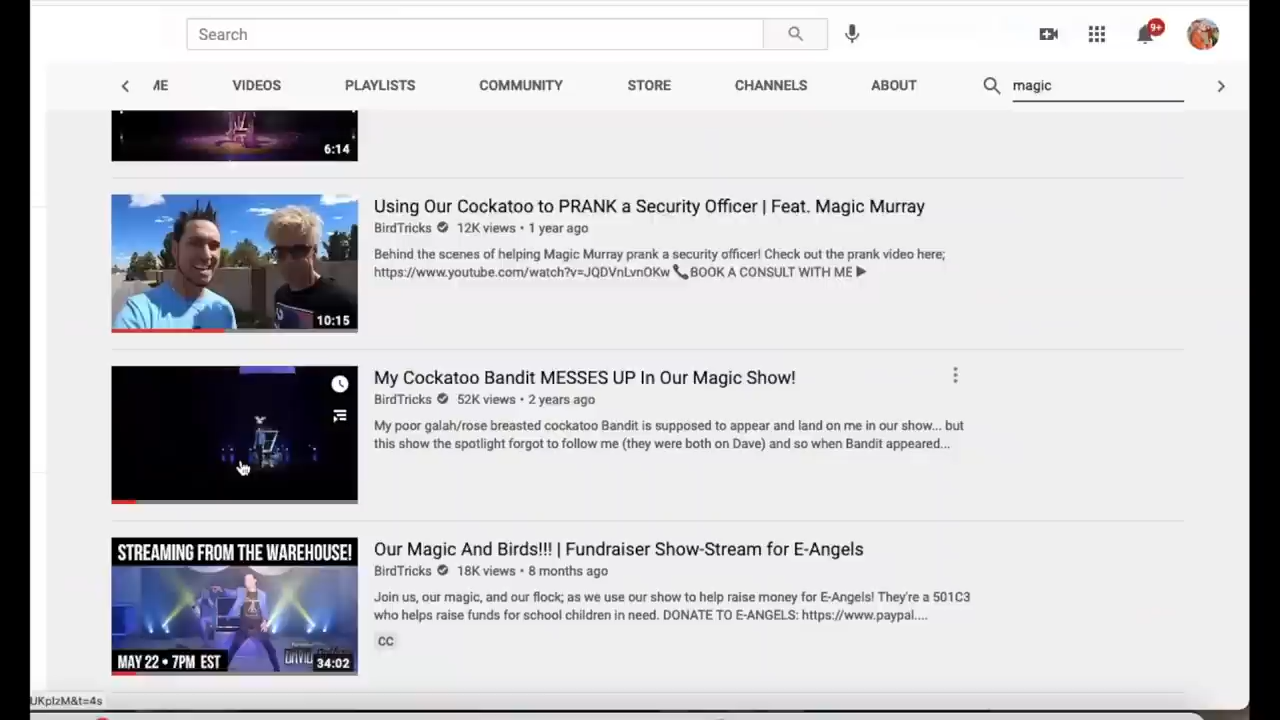 Search
9+
ME
VIDEOS
PLAYLISTS
COMMUNITY
STORE
CHANNELS
ABOUT
magic
6:14
10:15
Using Our Cockatoo to PRANK a Security Officer | Feat. Magic Murray
BirdTricks 12K views • 1 year ago
Behind the scenes of helping Magic Murray prank a security officer! Check out the prank video here;
https://www.youtube.com/watch?v=JQDVnLvnOKw 📞BOOK A CONSULT WITH ME ▶
My Cockatoo Bandit MESSES UP In Our Magic Show!
BirdTricks 52K views • 2 years ago
My poor galah/rose breasted cockatoo Bandit is supposed to appear and land on me in our show... but
this show the spotlight forgot to follow me (they were both on Dave) and so when Bandit appeared...
STREAMING FROM THE WAREHOUSE!
MAY 22 • 7PM EST
34:02
Our Magic And Birds!!! | Fundraiser Show-Stream for E-Angels
BirdTricks 18K views • 8 months ago
Join us, our magic, and our flock; as we use our show to help raise money for E-Angels! They're a 501C3
who helps raise funds for school children in need. DONATE TO E-ANGELS: https://www.paypal....
CC
UKpIzM&t=4s